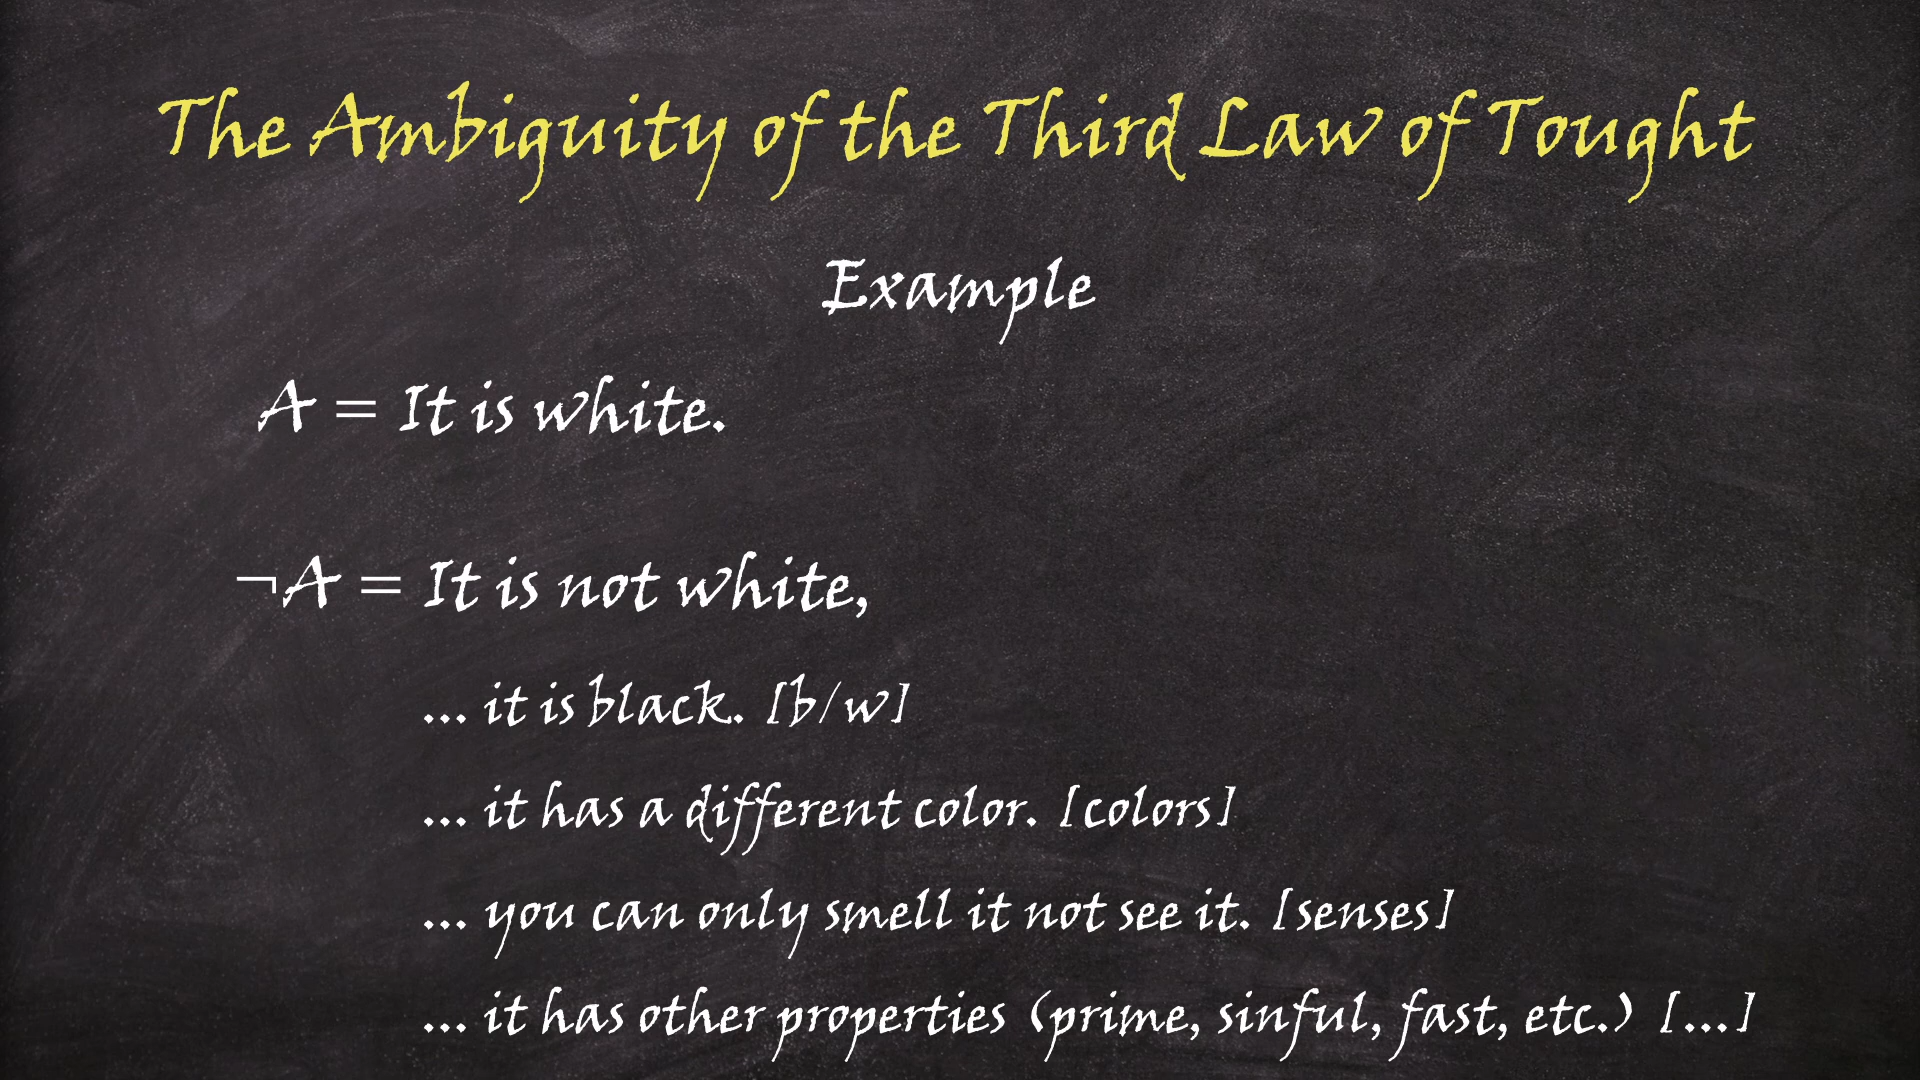 The Ambiguity of the Third Law of Tought
Example
A = It is white.
¬A = It is not white,
... it is black. [b/w]
... it has a different color. [colors]
... you can only smell it not see it. [senses]
... it has other properties (prime, sinful, fast, etc.) [...]